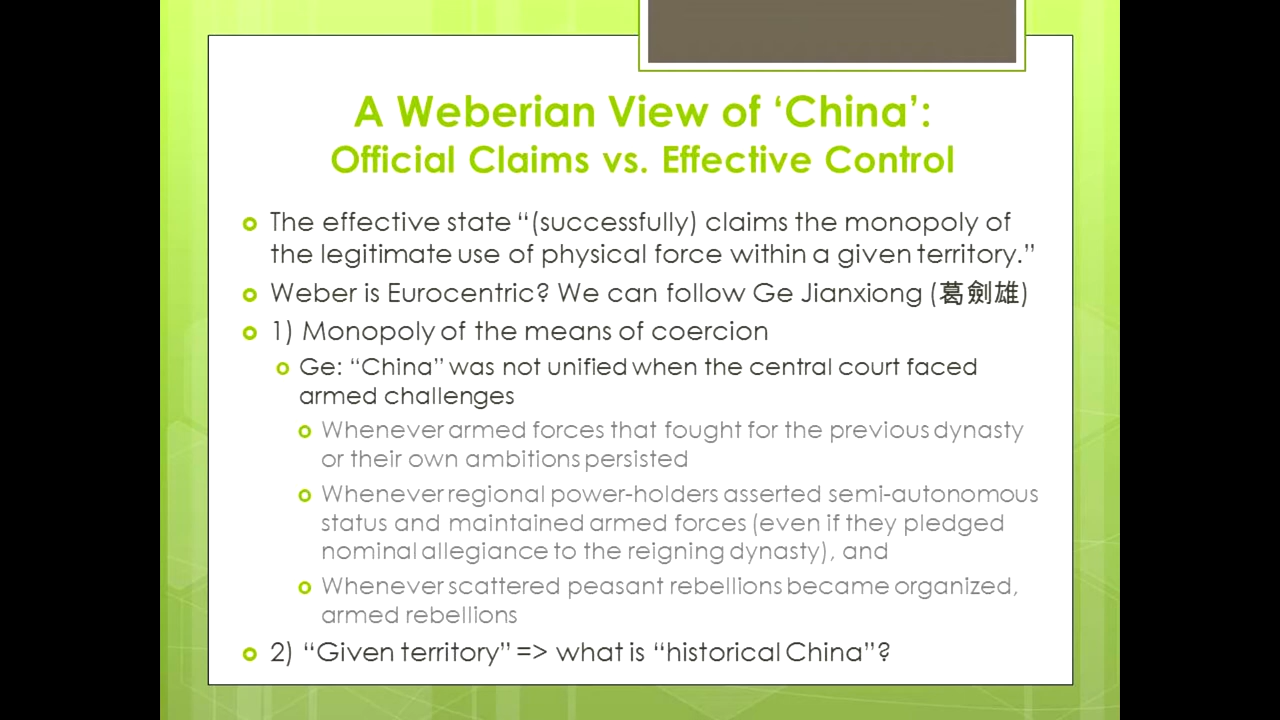 A Weberian View of ‘China’:
Official Claims vs. Effective Control
The effective state “(successfully) claims the monopoly of
the legitimate use of physical force within a given territory.”
Weber is Eurocentric? We can follow Ge Jianxiong (葛劍雄)
1) Monopoly of the means of coercion
Ge: “China” was not unified when the central court faced
armed challenges
Whenever armed forces that fought for the previous dynasty
or their own ambitions persisted
Whenever regional power-holders asserted semi-autonomous
status and maintained armed forces (even if they pledged
nominal allegiance to the reigning dynasty), and
Whenever scattered peasant rebellions became organized,
armed rebellions
2) “Given territory” => what is “historical China”?